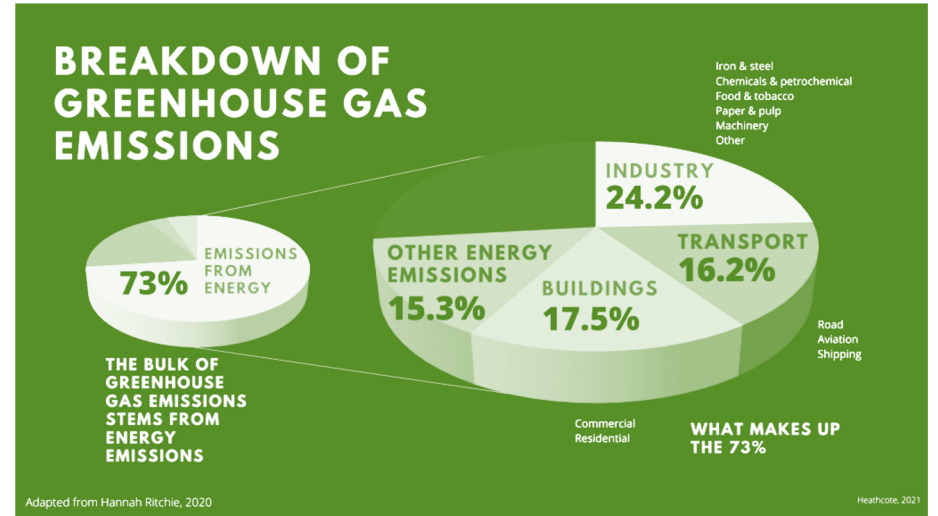 BREAKDOWN OF
GREENHOUSE GAS
EMISSIONS
Iron & steel
Chemicals & petrochemical
Food & tobacco
Paper & pulp
Machinery
Other
INDUSTRY
24.2%
TRANSPORT
16.2%
OTHER ENERGY
EMISSIONS
15.3%
BUILDINGS
17.5%
EMISSIONS
FROM
ENERGY
73%
Road
Aviation
Shipping
THE BULK OF
GREENHOUSE
GAS EMISSIONS
STEMS FROM
ENERGY
EMISSIONS
Commercial
Residential
WHAT MAKES UP
THE 73%
Adapted from Hannah Ritchie, 2020
Heathcote, 2021